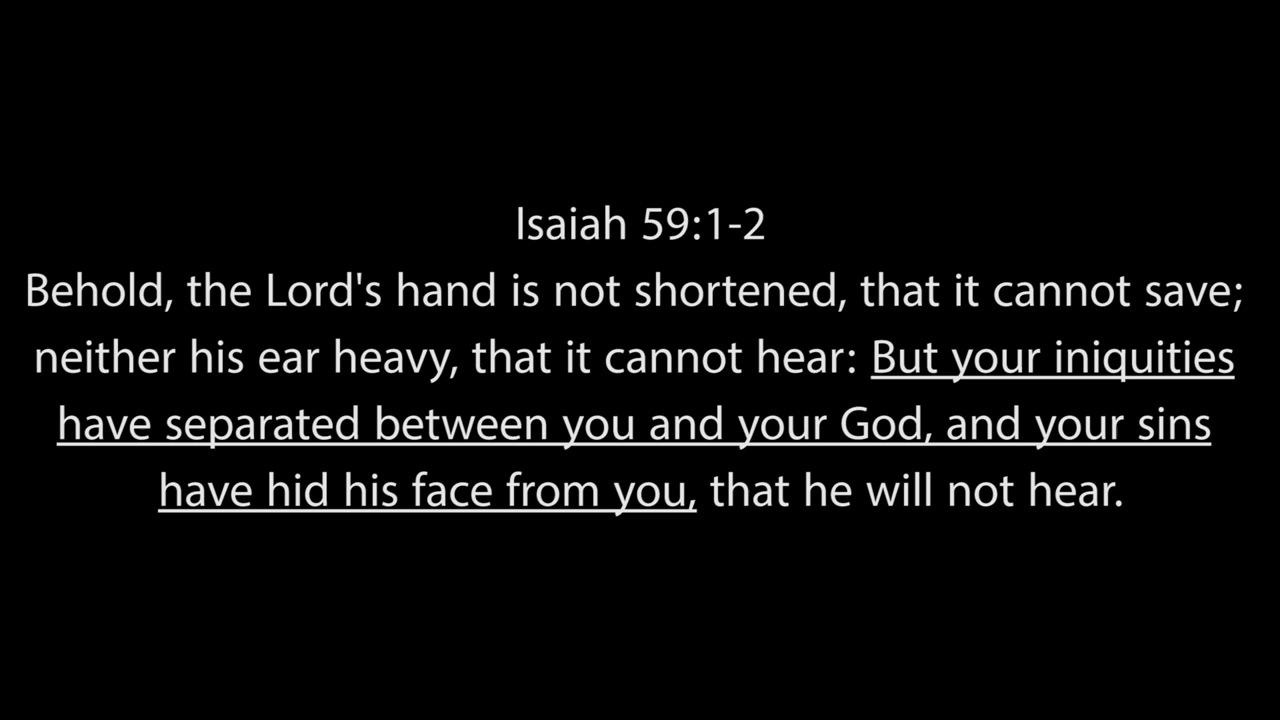 Isaiah 59:1-2
Behold, the Lord's hand is not shortened, that it cannot save;
neither his ear heavy, that it cannot hear: But your iniquities
have separated between you and your God, and your sins
have hid his face from you, that he will not hear.